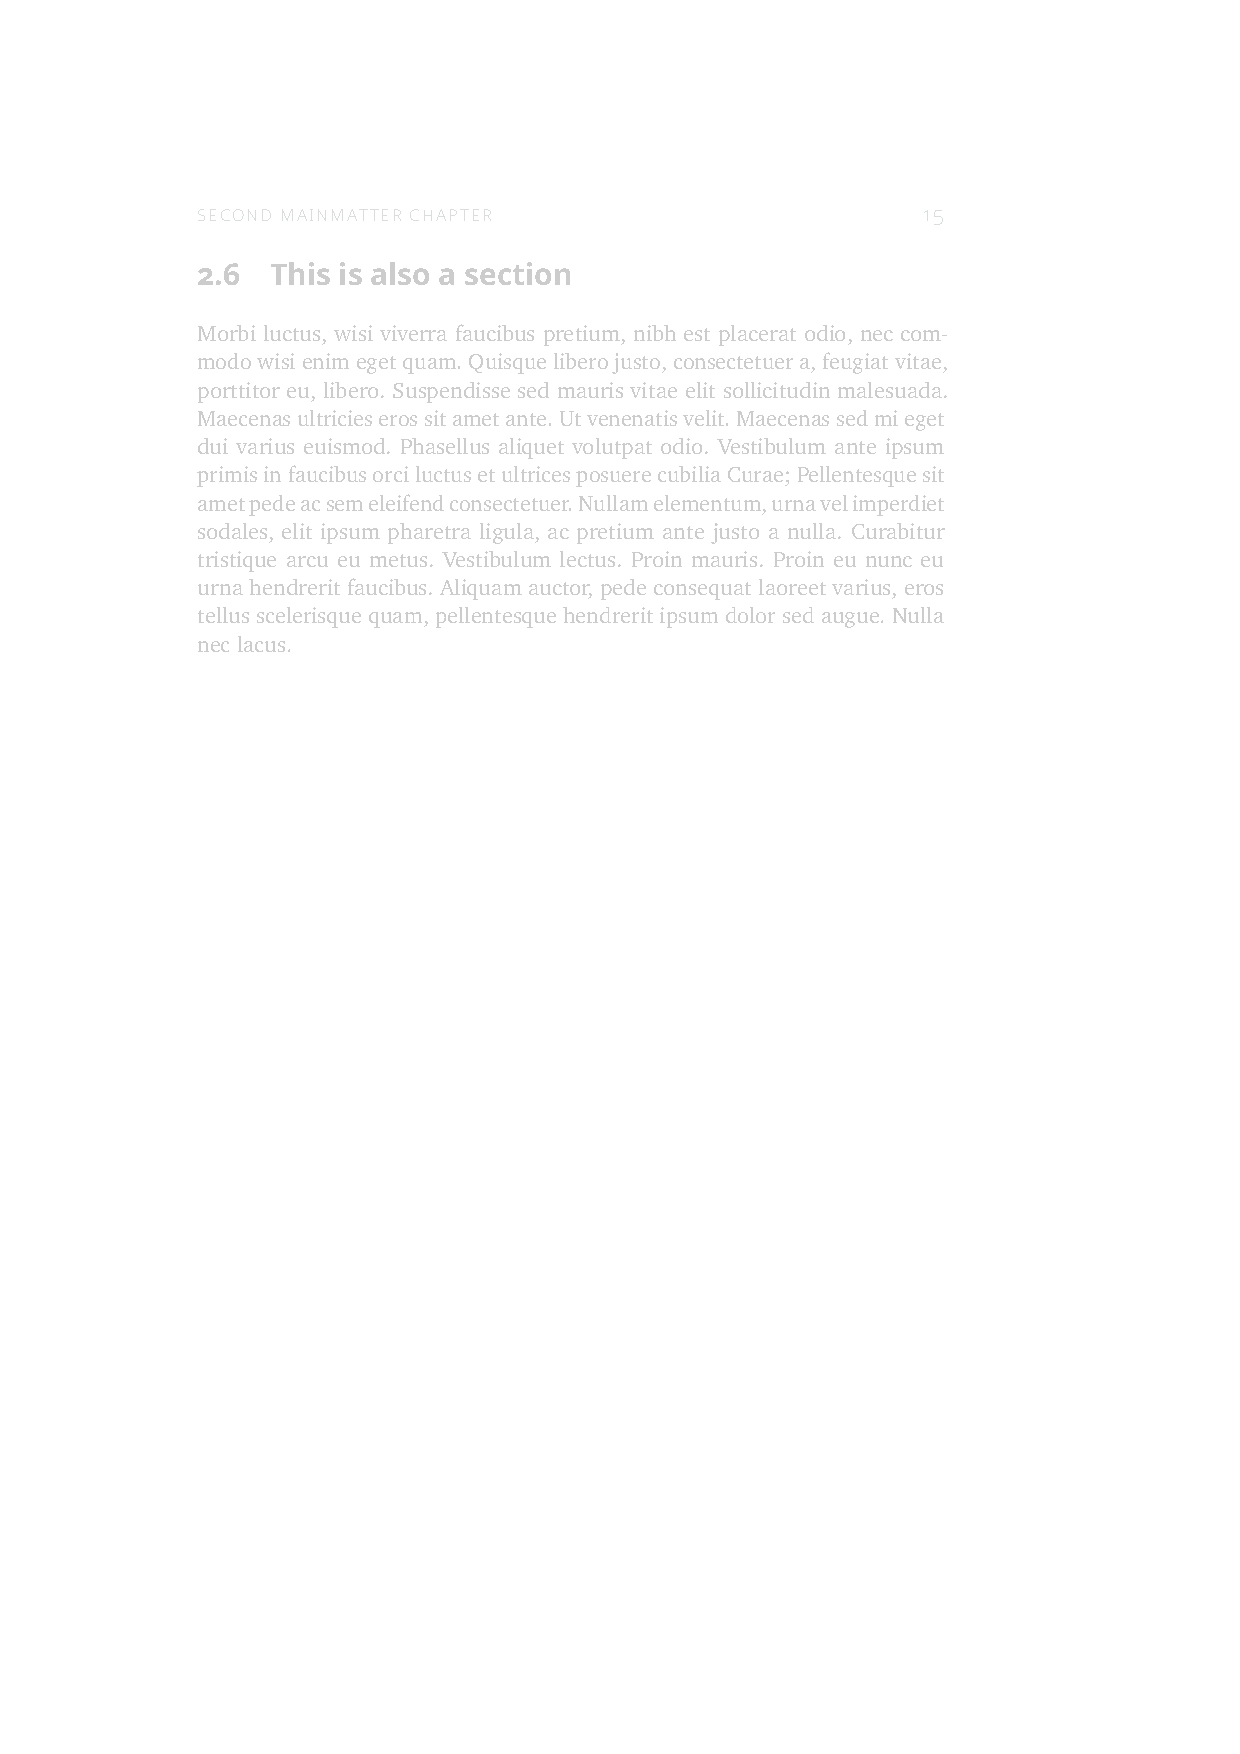 SECOND MAINMATTER CHAPTER 15
2.6 This is also a section
Morbi luctus, wisi viverra faucibus pretium, nibh est placerat odio, nec com-
modo wisi enim eget quam. Quisque libero justo, consectetuer a, feugiat vitae,
porttitor eu, libero. Suspendisse sed mauris vitae elit sollicitudin malesuada.
Maecenas ultricies eros sit amet ante. Ut venenatis velit. Maecenas sed mi eget
dui varius euismod. Phasellus aliquet volutpat odio. Vestibulum ante ipsum
primis in faucibus orci luctus et ultrices posuere cubilia Curae; Pellentesque sit
amet pede ac sem eleifend consectetuer. Nullam elementum, urna vel imperdiet
sodales, elit ipsum pharetra ligula, ac pretium ante justo a nulla. Curabitur
tristique arcu eu metus. Vestibulum lectus. Proin mauris. Proin eu nunc eu
urna hendrerit faucibus. Aliquam auctor, pede consequat laoreet varius, eros
tellus scelerisque quam, pellentesque hendrerit ipsum dolor sed augue. Nulla
nec lacus.